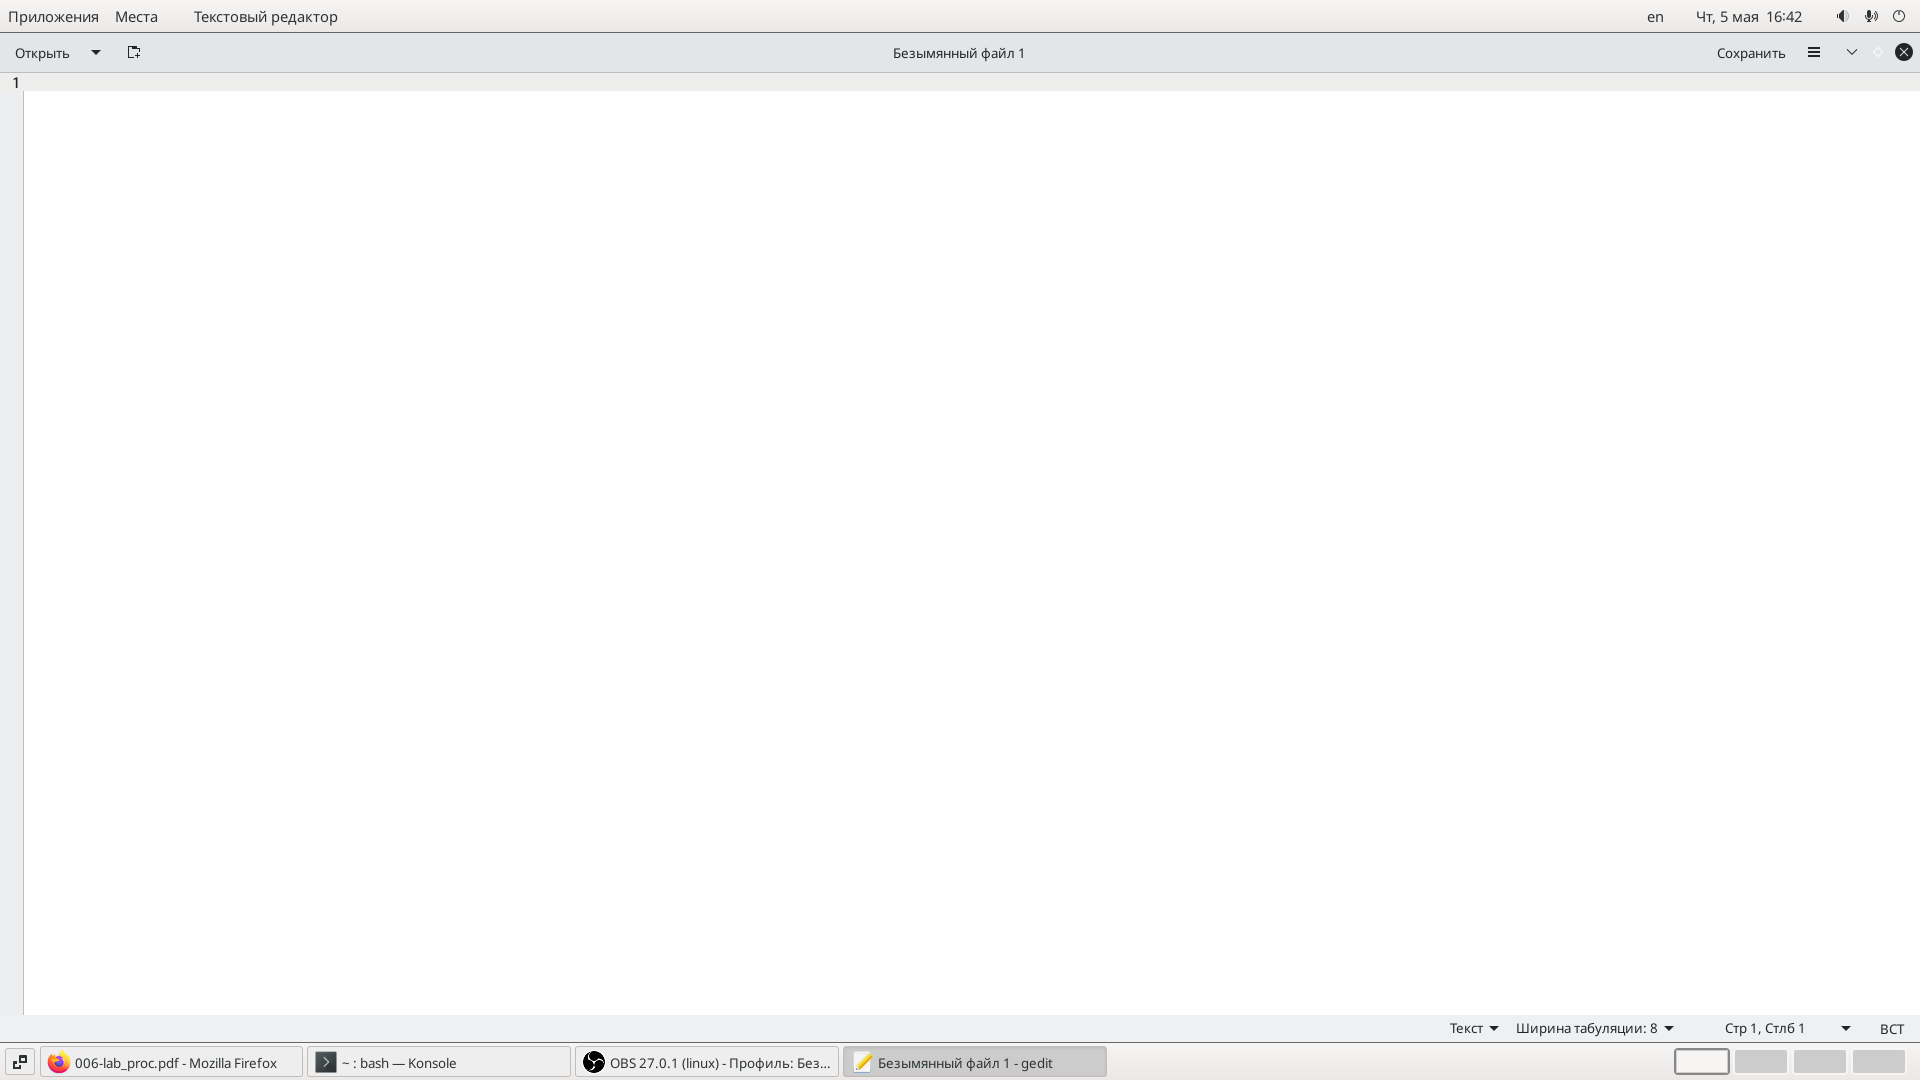 Приложения Места Текстовый редактор en Чт, 5 мая 16:42
Открыть Безымянный файл 1 Сохранить
1
Текст Ширина табуляции: 8 Стр 1, Стлб 1 ВСТ
006-lab_proc.pdf - Mozilla Firefox ~ : bash — Konsole OBS 27.0.1 (linux) - Профиль: Без... Безымянный файл 1 - gedit